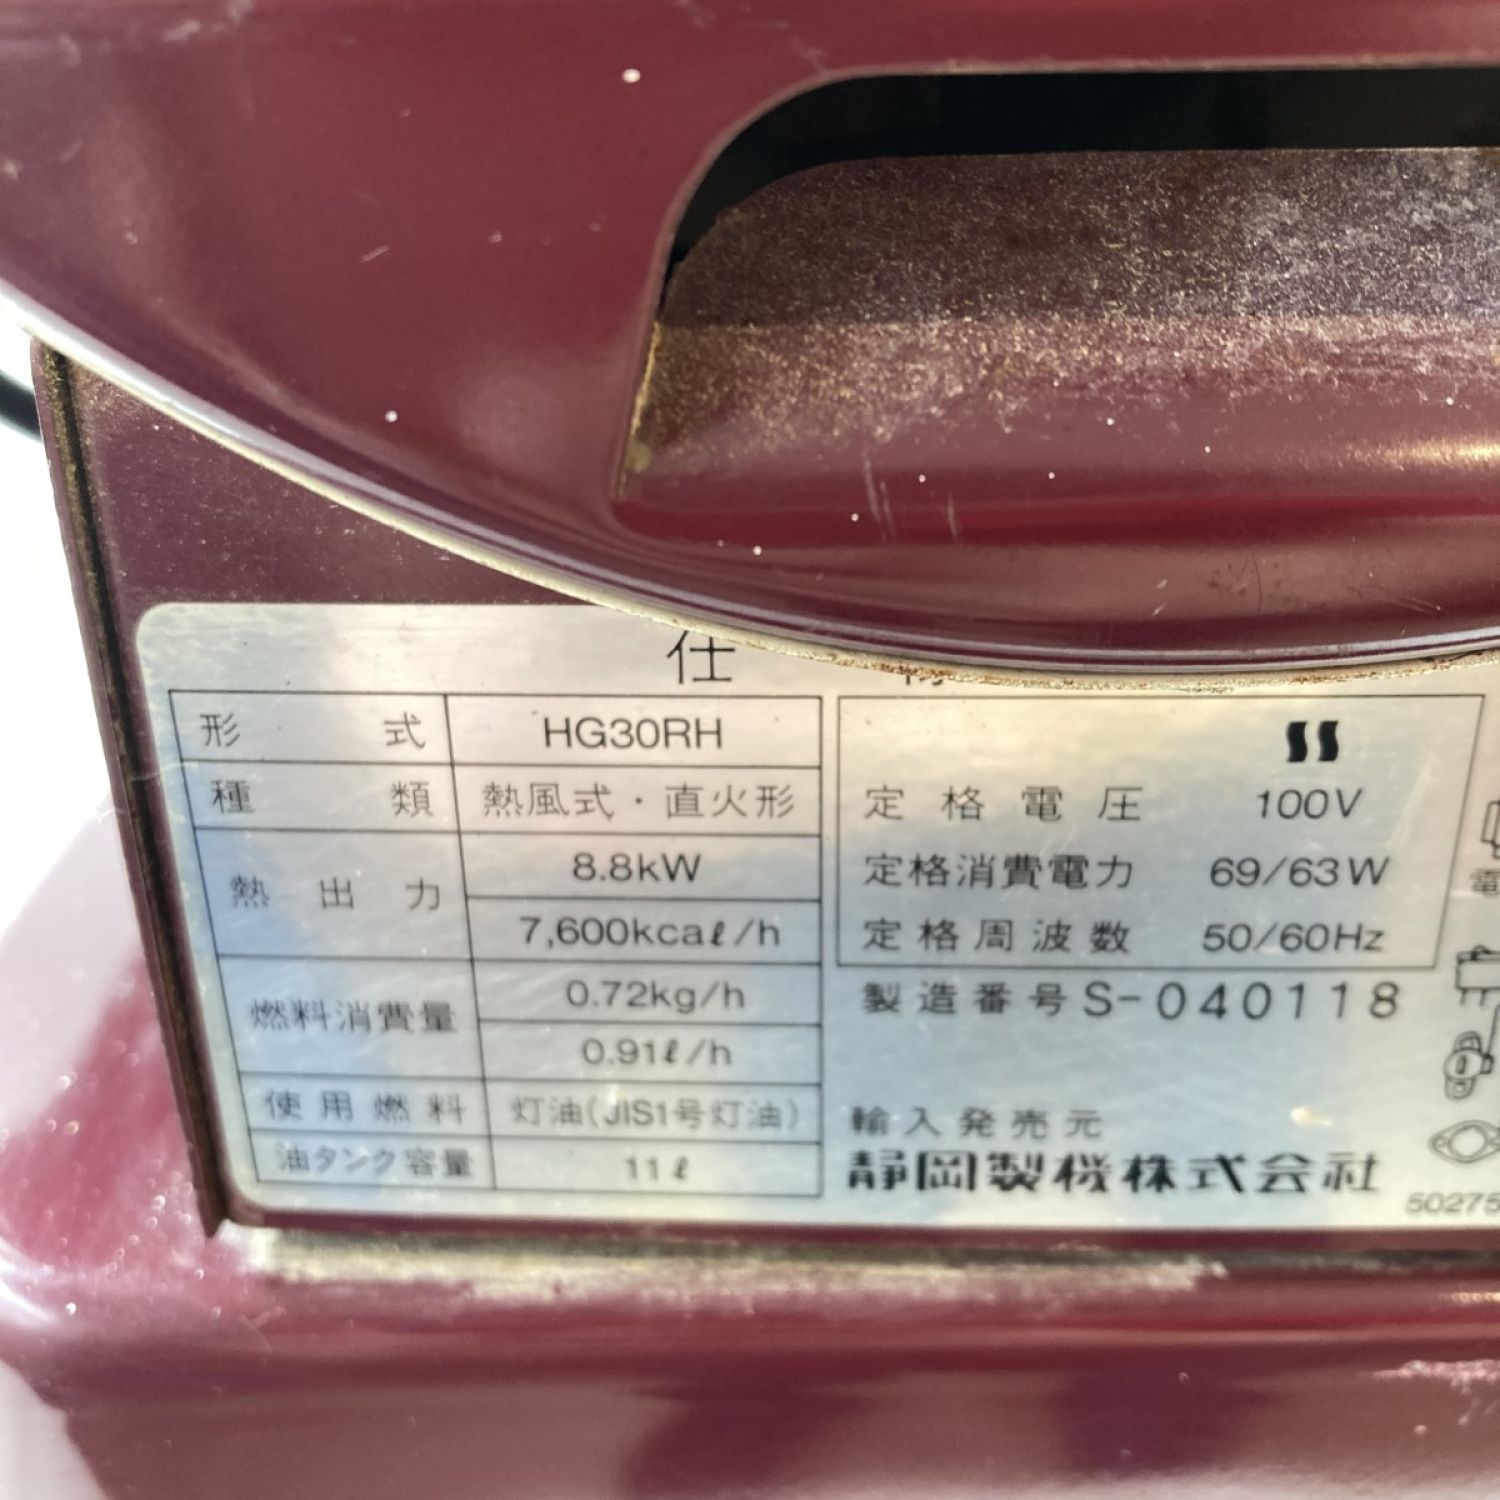 仕
形式 HG30RH
種類 熱風式・直火形
熱出力 8.8kW
7,600kcaℓ/h
燃料消費量 0.72kg/h
0.91ℓ/h
使用燃料 灯油(JIS1号灯油)
油タンク容量 11ℓ
定格電圧 100V
定格消費電力 69/63W
定格周波数 50/60Hz
製造番号 S-040118
輸入発売元
静岡製機株式会社
電
50275